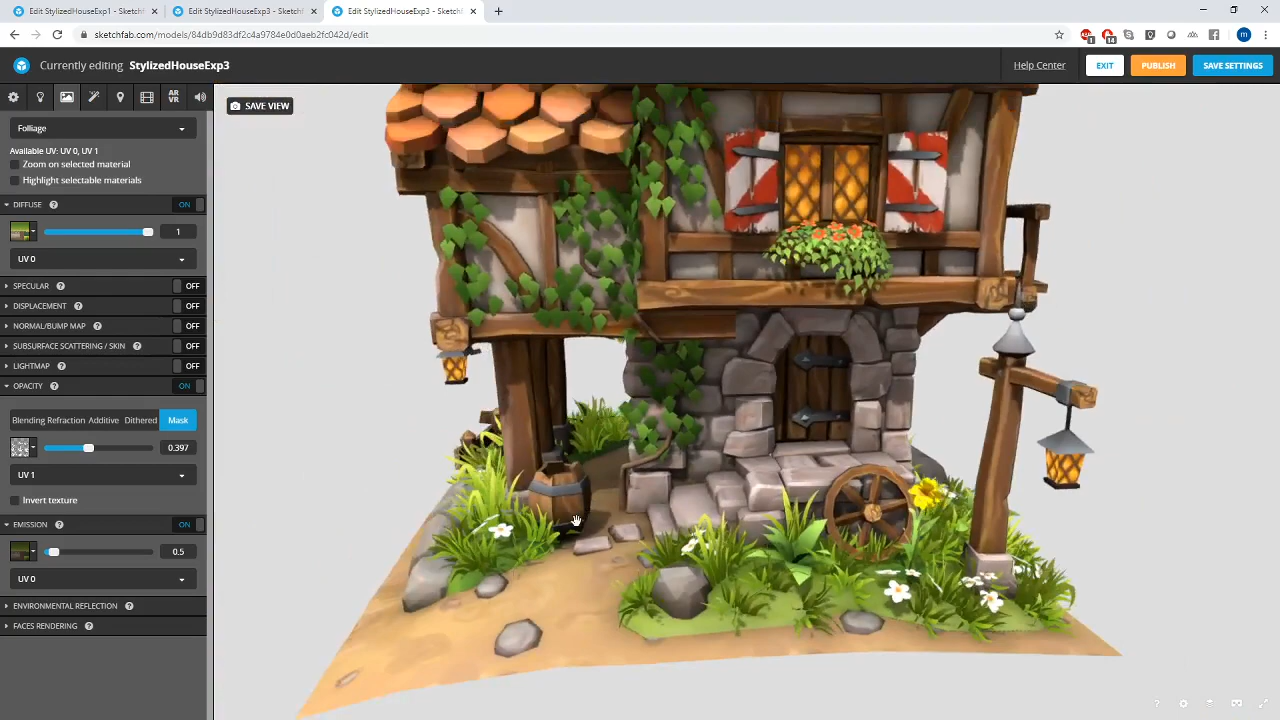 Edit StylizedHouseExp1 - Sketchf
Edit StylizedHouseExp3 - Sketchf
Edit StylizedHouseExp3 - Sketchf
sketchfab.com/models/84db9d83df2c4a9784e0d0aeb2fc042d/edit
Currently editing StylizedHouseExp3
Help Center
EXIT
PUBLISH
SAVE SETTINGS
AR VR
SAVE VIEW
Folliage
Available UV: UV 0, UV 1
Zoom on selected material
Highlight selectable materials
DIFFUSE ? ON
1
UV 0
SPECULAR ? OFF
DISPLACEMENT ? OFF
NORMAL/BUMP MAP ? OFF
SUBSURFACE SCATTERING / SKIN ? OFF
LIGHTMAP ? OFF
OPACITY ? ON
Blending Refraction Additive Dithered Mask
0.397
UV 1
Invert texture
EMISSION ? ON
0.5
UV 0
ENVIRONMENTAL REFLECTION ?
FACES RENDERING ?